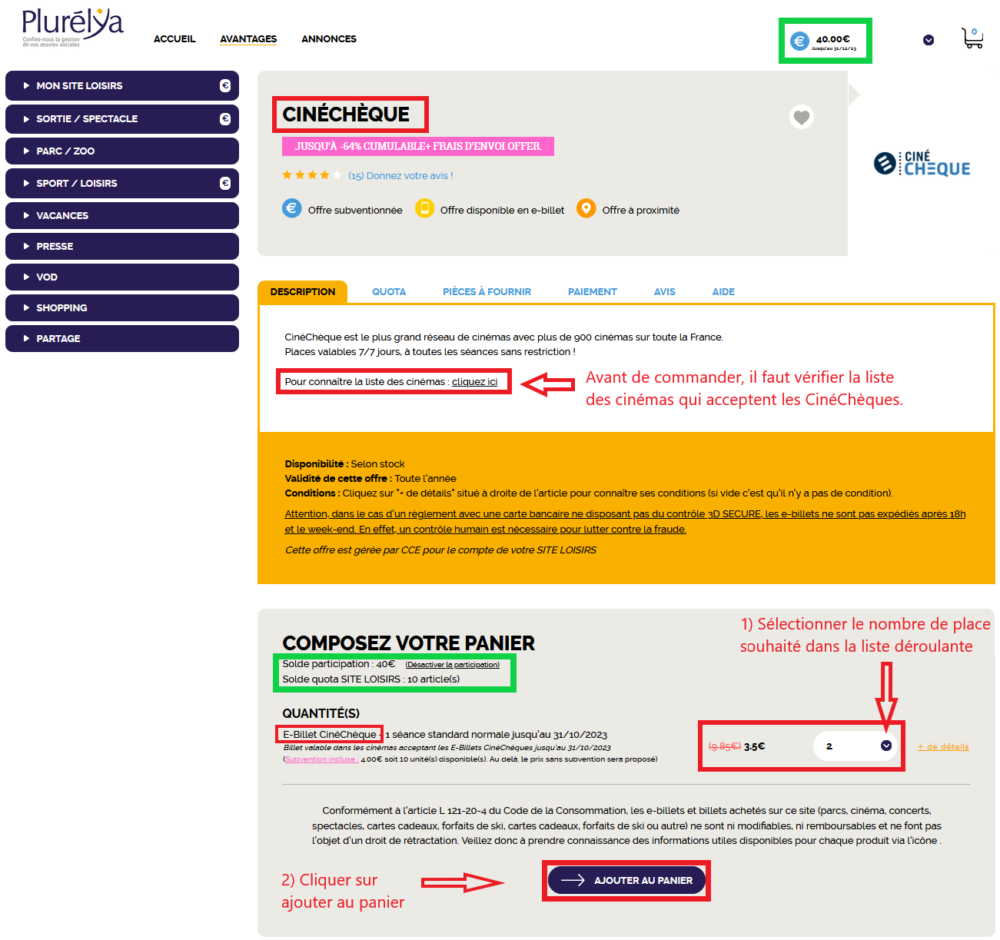 Plurélya
Confiez-nous la gestion
de vos œuvres sociales
ACCUEIL AVANTAGES ANNONCES
€ 40.00€
Jusqu'au 31/12/23
0
MON SITE LOISIRS €
SORTIE / SPECTACLE €
PARC / ZOO
SPORT / LOISIRS €
VACANCES
PRESSE
VOD
SHOPPING
PARTAGE
CINÉCHÈQUE
JUSQU'À -64% CUMULABLE+ FRAIS D'ENVOI OFFER.
(15) Donnez votre avis !
€ Offre subventionnée Offre disponible en e-billet Offre à proximité
CINÉ
CHEQUE
DESCRIPTION QUOTA PIÈCES À FOURNIR PAIEMENT AVIS AIDE
CinéChèque est le plus grand réseau de cinémas avec plus de 900 cinémas sur toute la France.
Places valables 7/7 jours, à toutes les séances sans restriction !
Pour connaître la liste des cinémas : cliquez ici
Avant de commander, il faut vérifier la liste
des cinémas qui acceptent les CinéChèques.
Disponibilité : Selon stock
Validité de cette offre : Toute l'année
Conditions : Cliquez sur "+ de détails" situé à droite de l'article pour connaître ses conditions (si vide c'est qu'il n'y a pas de condition).
Attention, dans le cas d'un règlement avec une carte bancaire ne disposant pas du contrôle 3D SECURE, les e-billets ne sont pas expédiés après 18h
et le week-end. En effet, un contrôle humain est nécessaire pour lutter contre la fraude.
Cette offre est gérée par CCE pour le compte de votre SITE LOISIRS
1) Sélectionner le nombre de place
souhaité dans la liste déroulante
COMPOSEZ VOTRE PANIER
Solde participation : 40€ (Désactiver la participation)
Solde quota SITE LOISIRS : 10 article(s)
QUANTITÉ(S)
E-Billet CinéChèque - 1 séance standard normale jusqu'au 31/10/2023
Billet valable dans les cinémas acceptant les E-Billets CinéChèques jusqu'au 31/10/2023
(Subvention incluse : 4.00€ soit 10 unité(s) disponible(s). Au delà, le prix sans subvention sera proposé)
(9.85€) 3.5€ 2 + de détails
Conformément à l'article L 121-20-4 du Code de la Consommation, les e-billets et billets achetés sur ce site (parcs, cinéma, concerts,
spectacles, cartes cadeaux, forfaits de ski, cartes cadeaux, forfaits de ski ou autre) ne sont ni modifiables, ni remboursables et ne font pas
l'objet d'un droit de rétractation. Veillez donc à prendre connaissance des informations utiles disponibles pour chaque produit via l'icône .
2) Cliquer sur
ajouter au panier
AJOUTER AU PANIER